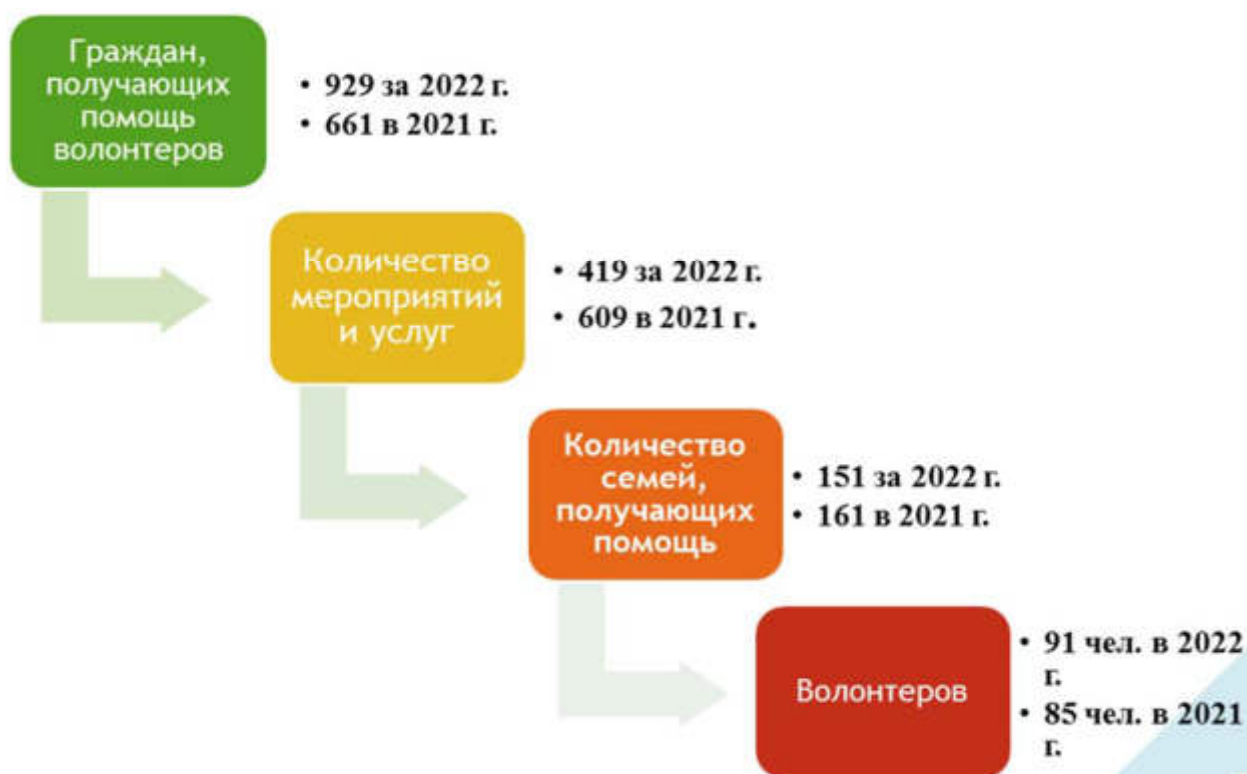 Граждан,
получающих
помощь
волонтеров
• 929 за 2022 г.
• 661 в 2021 г.
Количество
мероприятий
и услуг
• 419 за 2022 г.
• 609 в 2021 г.
Количество
семей,
получающих
помощь
• 151 за 2022 г.
• 161 в 2021 г.
Волонтеров
• 91 чел. в 2022
г.
• 85 чел. в 2021
г.